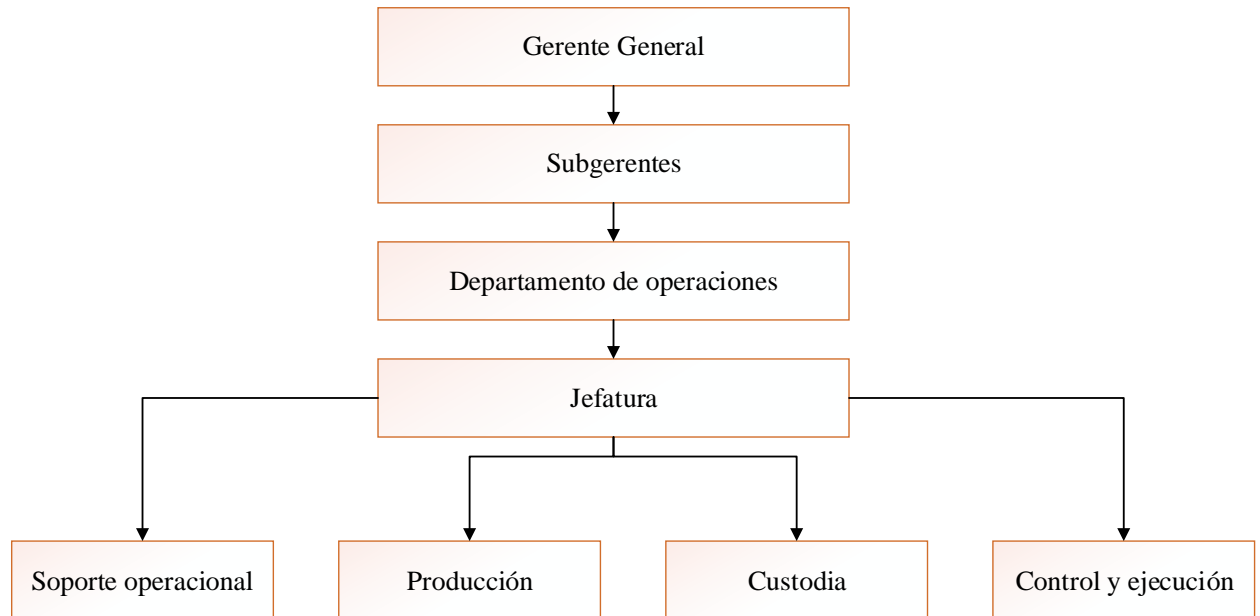 Gerente General
Subgerentes
Departamento de operaciones
Jefatura
Soporte operacional
Producción
Custodia
Control y ejecución